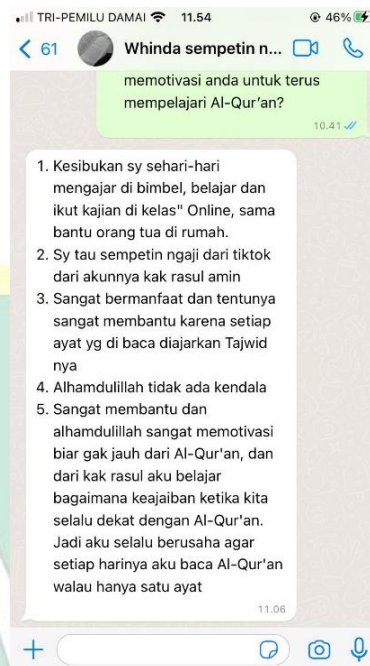 TRI-PEMILU DAMAI 11.54 46%
61 Whinda sempetin n...
memotivasi anda untuk terus
mempelajari Al-Qur'an?
10.41
1. Kesibukan sy sehari-hari
mengajar di bimbel, belajar dan
ikut kajian di kelas" Online, sama
bantu orang tua di rumah.
2. Sy tau sempetin ngaji dari tiktok
dari akunnya kak rasul amin
3. Sangat bermanfaat dan tentunya
sangat membantu karena setiap
ayat yg di baca diajarkan Tajwid
nya
4. Alhamdulillah tidak ada kendala
5. Sangat membantu dan
alhamdulillah sangat memotivasi
biar gak jauh dari Al-Qur'an, dan
dari kak rasul aku belajar
bagaimana keajaiban ketika kita
selalu dekat dengan Al-Qur'an.
Jadi aku selalu berusaha agar
setiap harinya aku baca Al-Qur'an
walau hanya satu ayat
11.06